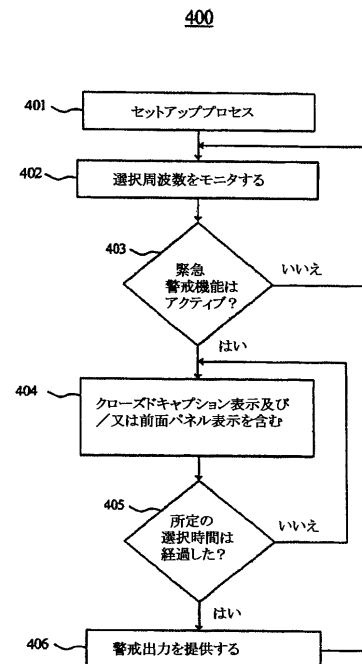 400
401
セットアッププロセス
402
選択周波数をモニタする
403
緊急
警戒機能は
アクティブ?
いいえ
はい
404
クローズドキャプション表示及び
/又は前面パネル表示を含む
405
所定の
選択時間は
経過した?
いいえ
はい
406
警戒出力を提供する